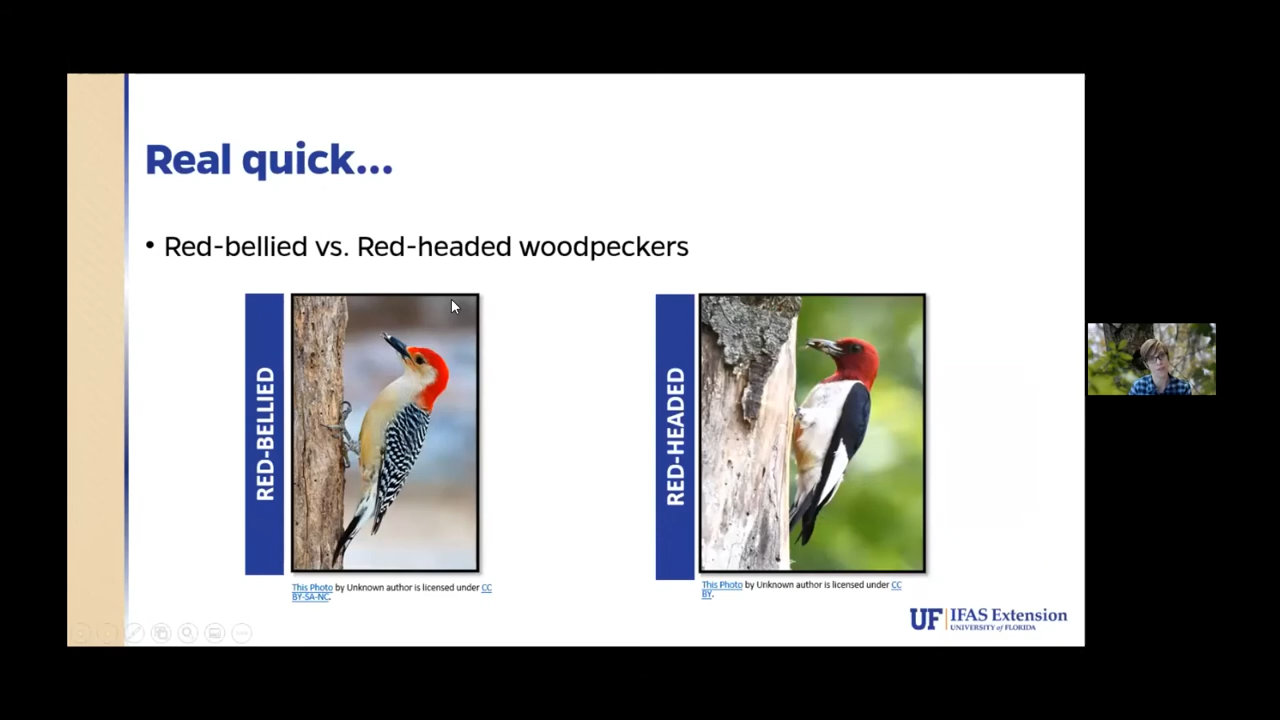 Real quick...
• Red-bellied vs. Red-headed woodpeckers
RED-BELLIED
RED-HEADED
This Photo by Unknown author is licensed under CC
BY-SA-NC.
This Photo by Unknown author is licensed under CC
BY.
UF IFAS Extension
UNIVERSITY of FLORIDA